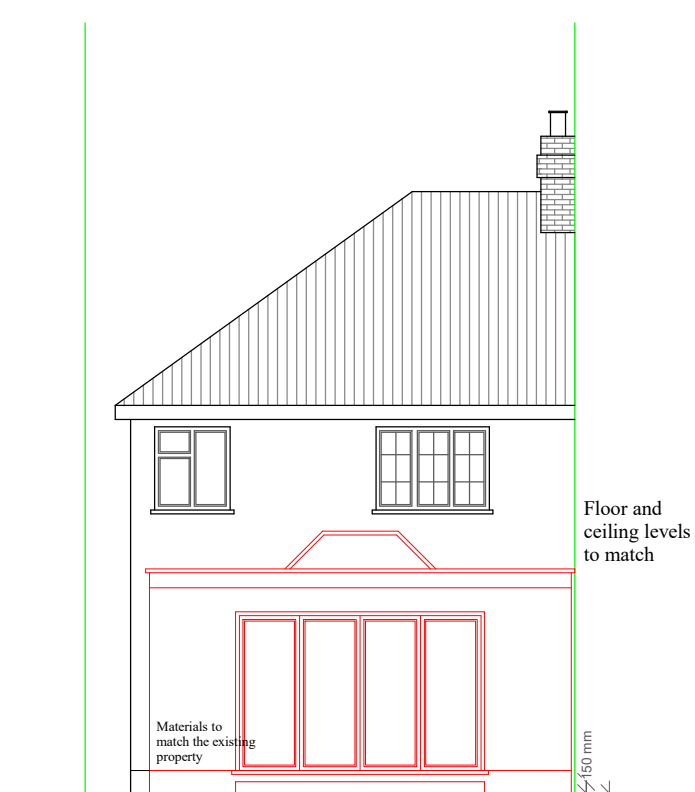 Floor and
ceiling levels
to match
Materials to
match the existing
property
150 mm